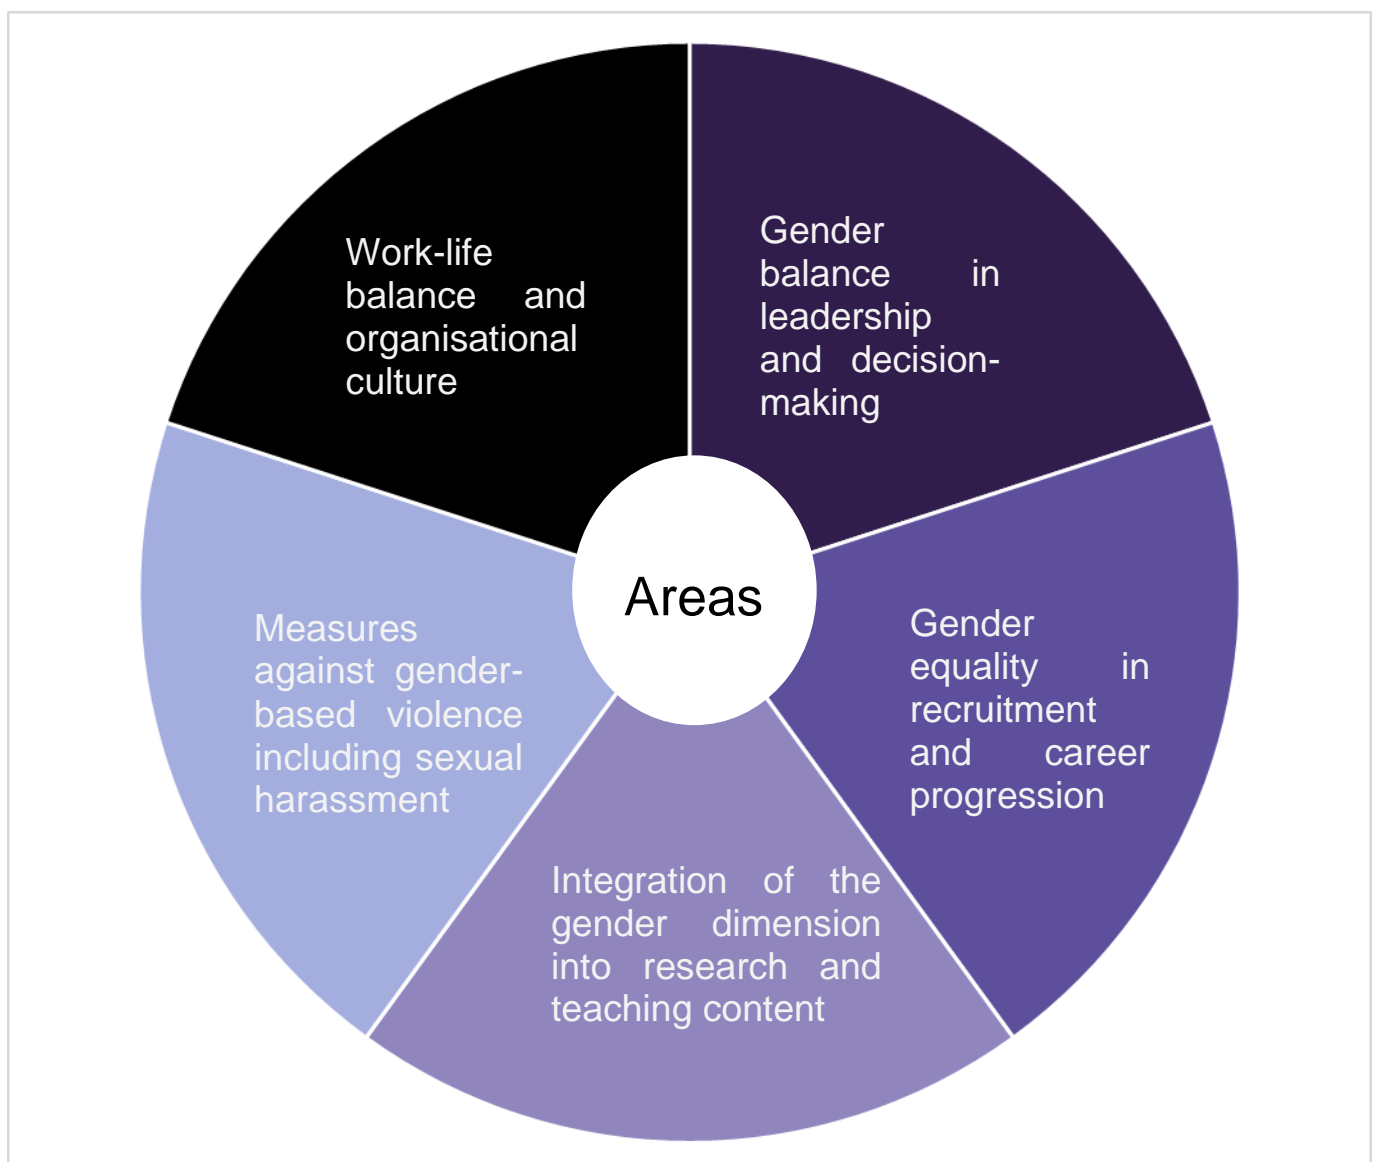 Work-life
balance and
organisational
culture
Gender
balance in
leadership
and decision-
making
Areas
Measures
against gender-
based violence
including sexual
harassment
Gender
equality in
recruitment
and career
progression
Integration of the
gender dimension
into research and
teaching content